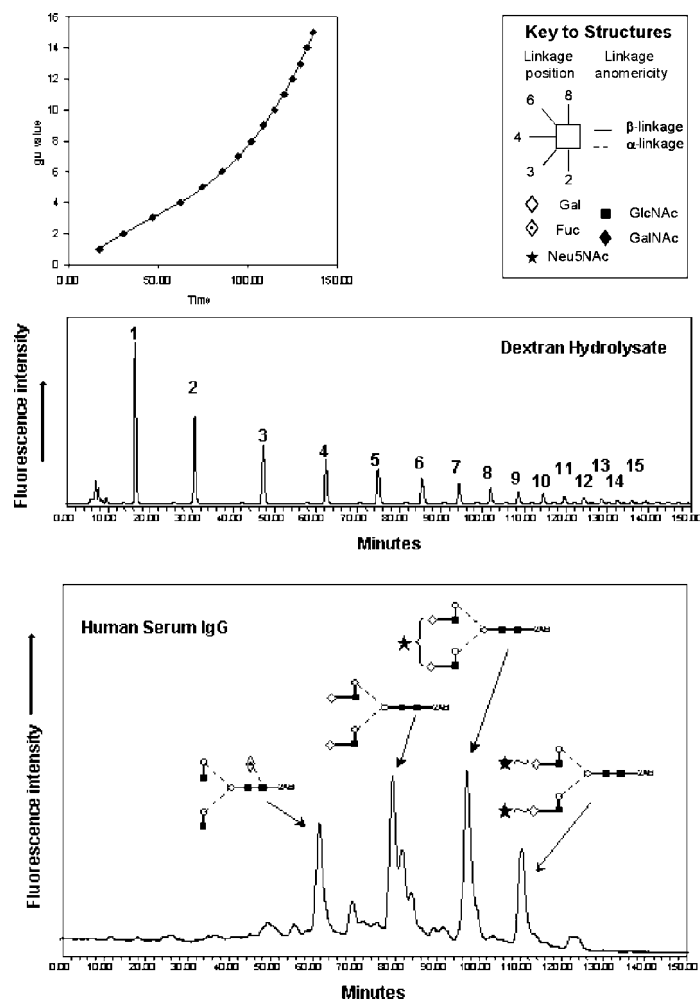 16
14
12
10
8
6
4
2
0
gu value
0.00 50.00 100.00 150.00
Time
Key to Structures
Linkage position
Linkage anomericity
6 8
4
3 2
β-linkage
α-linkage
Gal
GlcNAc
Fuc
GalNAc
Neu5NAc
Fluorescence intensity
Dextran Hydrolysate
1 2 3 4 5 6 7 8 9 10 11 12 13 14 15
0.00 10.00 20.00 30.00 40.00 50.00 60.00 70.00 80.00 90.00 100.00 110.00 120.00 130.00 140.00 150.00
Minutes
Fluorescence intensity
Human Serum IgG
2AB
2AB
2AB
2AB
0.00 10.00 20.00 30.00 40.00 50.00 60.00 70.00 80.00 90.00 100.00 110.00 120.00 130.00 140.00 150.00
Minutes